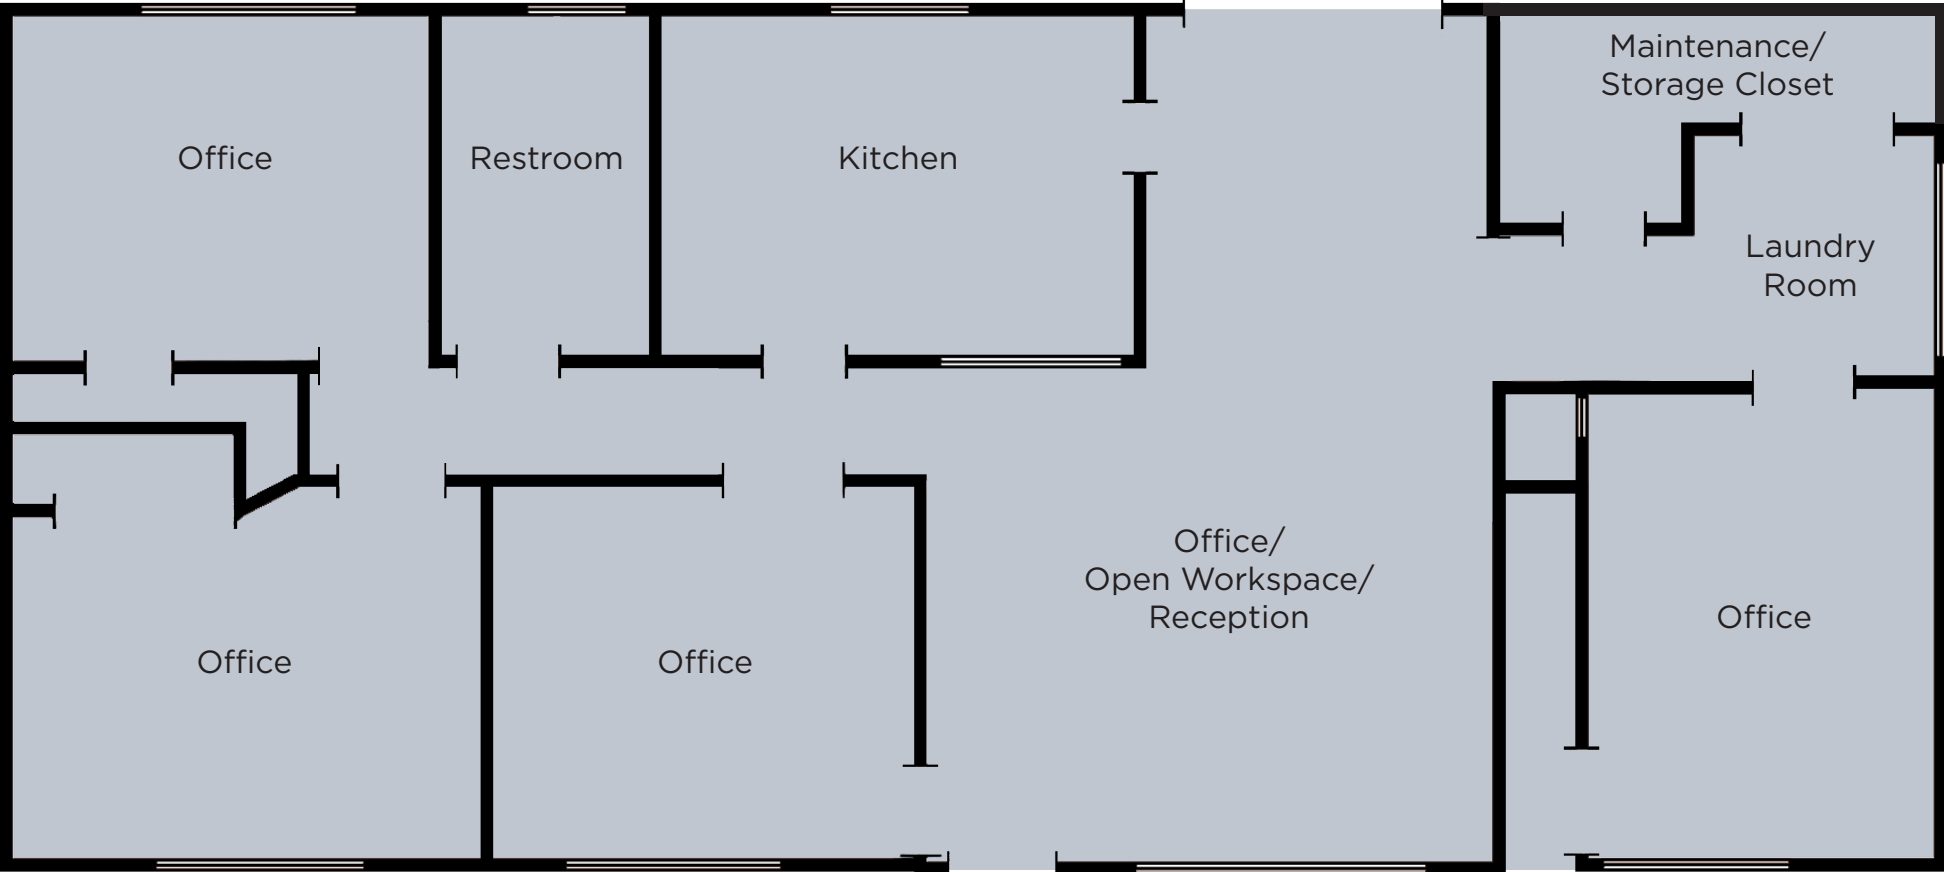 Maintenance/
Storage Closet
Office
Restroom
Kitchen
Laundry
Room
Office/
Open Workspace/
Reception
Office
Office
Office